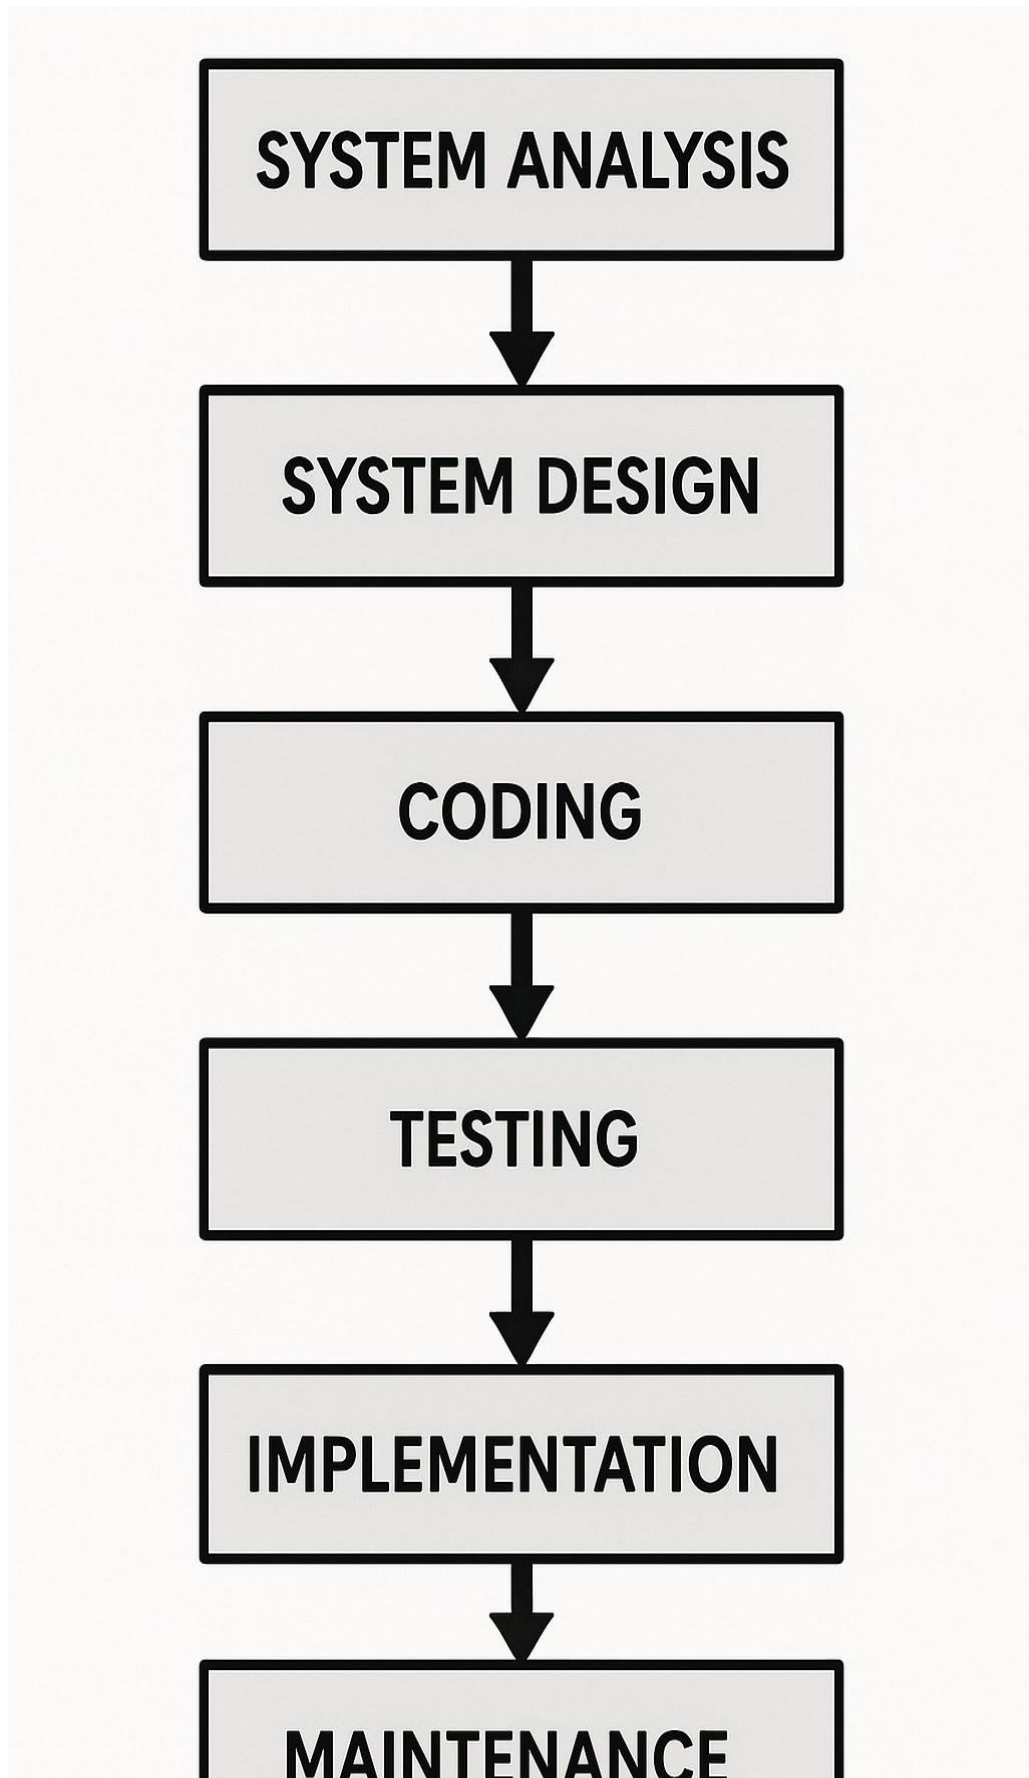 SYSTEM ANALYSIS
SYSTEM DESIGN
CODING
TESTING
IMPLEMENTATION
MAINTENANCE